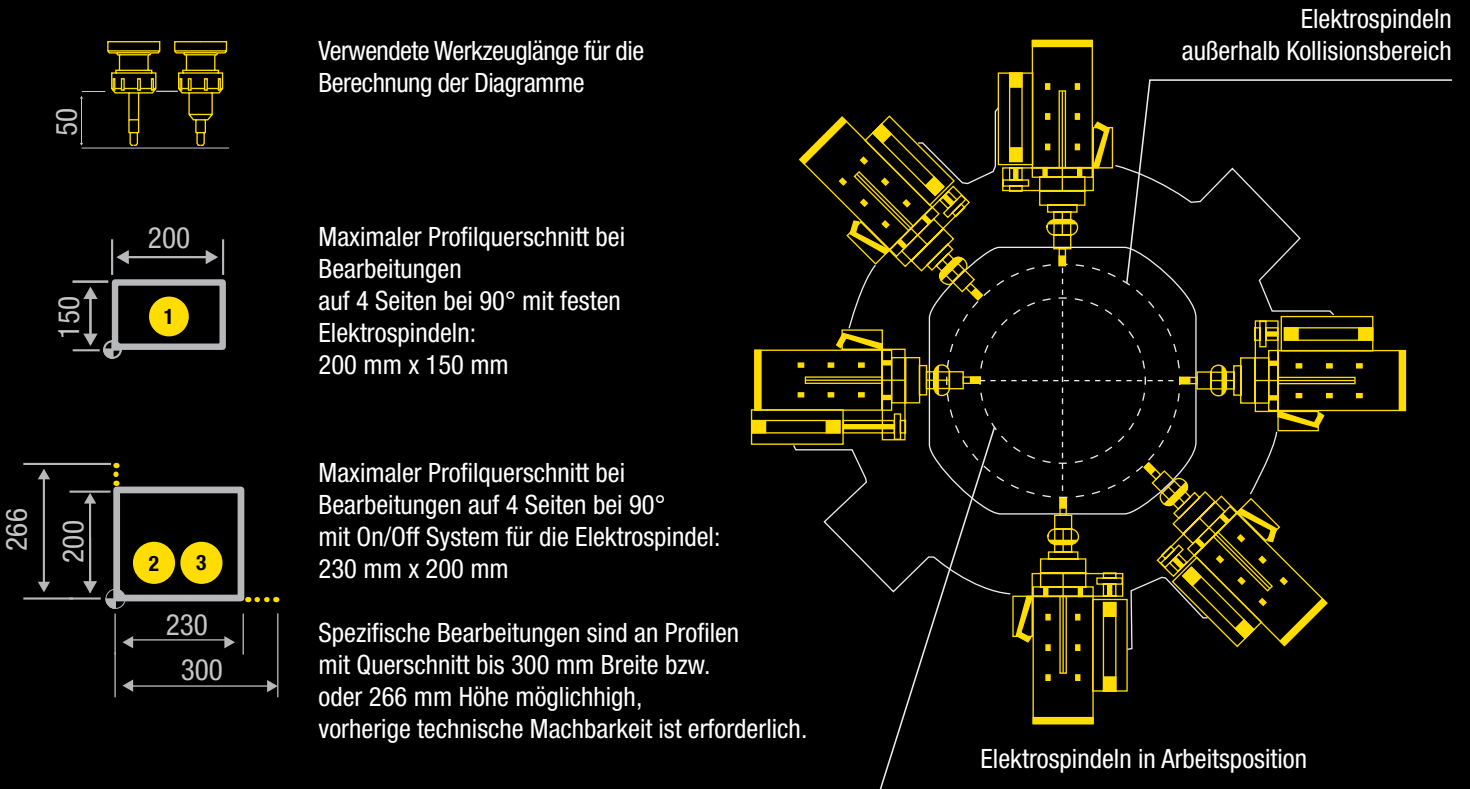 50
Verwendete Werkzeuglänge für die
Berechnung der Diagramme
200
150
1
Maximaler Profilquerschnitt bei
Bearbeitungen
auf 4 Seiten bei 90° mit festen
Elektrospindeln:
200 mm x 150 mm
266
200
2 3
230
300
Maximaler Profilquerschnitt bei
Bearbeitungen auf 4 Seiten bei 90°
mit On/Off System für die Elektrospindel:
230 mm x 200 mm
Spezifische Bearbeitungen sind an Profilen
mit Querschnitt bis 300 mm Breite bzw.
oder 266 mm Höhe möglichhigh,
vorherige technische Machbarkeit ist erforderlich.
Elektrospindeln
außerhalb Kollisionsbereich
Elektrospindeln in Arbeitsposition